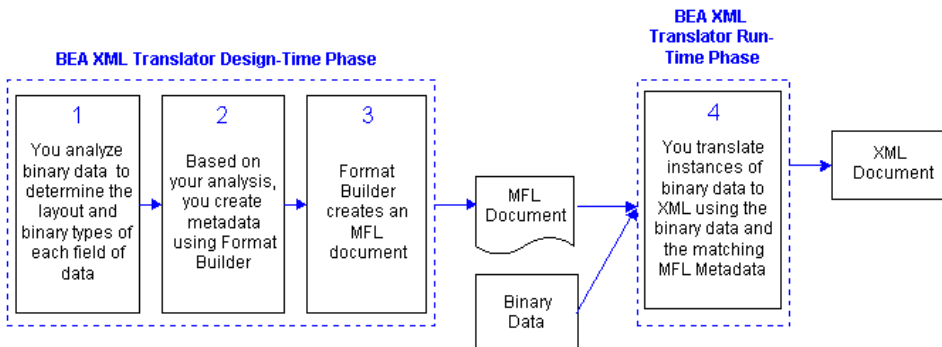 BEA XML Translator Design-Time Phase
1
You analyze
binary data to
determine the
layout and
binary types of
each field of
data
2
Based on
your analysis,
you create
metadata
using Format
Builder
3
Format
Builder
creates an
MFL
document
MFL
Document
Binary
Data
BEA XML
Translator Run-
Time Phase
4
You translate
instances of
binary data to
XML using the
binary data and
the matching
MFL Metadata
XML
Document